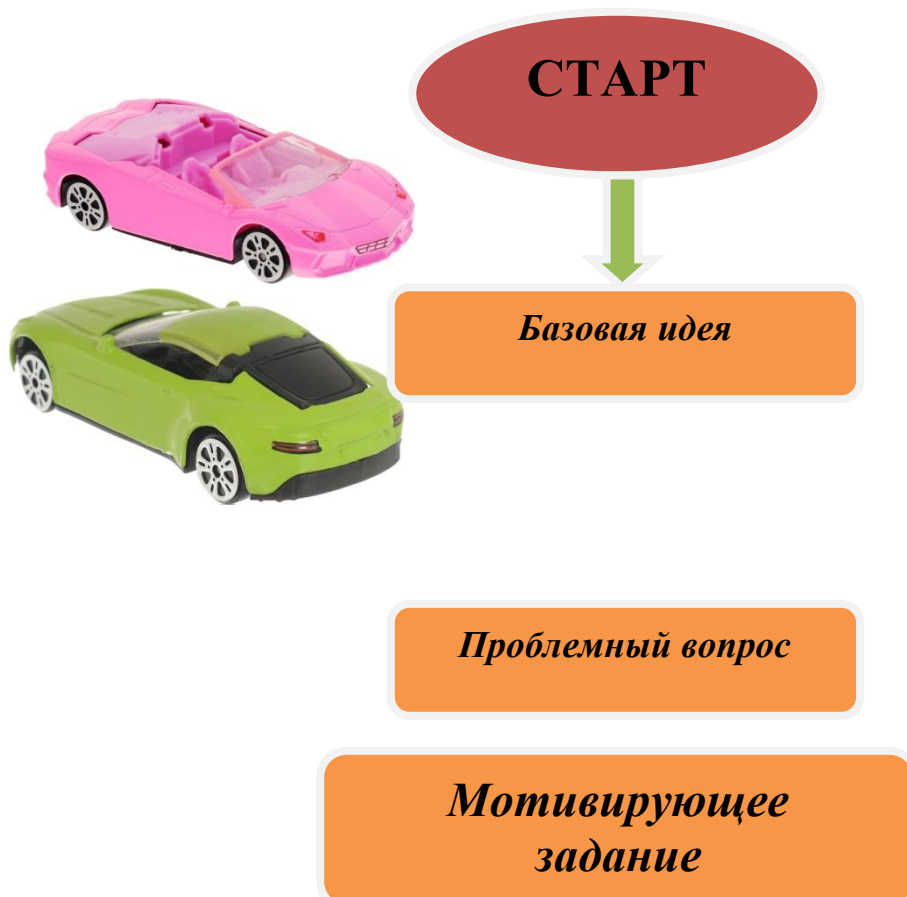 СТАРТ
Базовая идея
Проблемный вопрос
Мотивирующее
задание